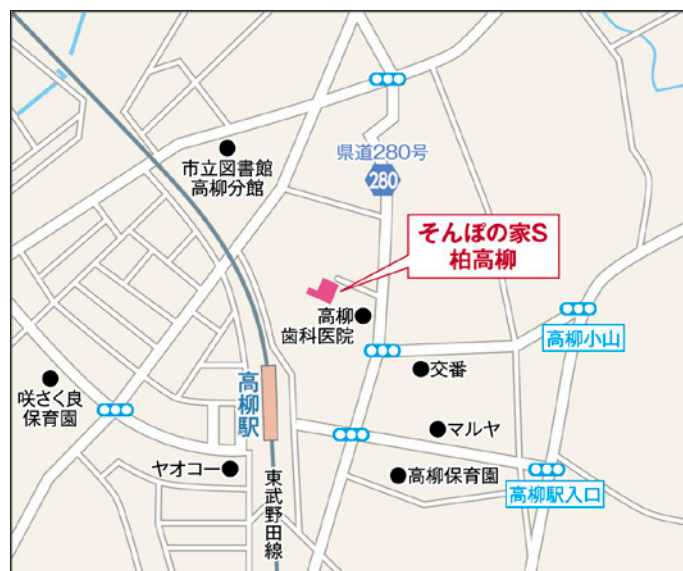 市立図書館
高柳分館
県道280号
280
そんぽの家S
柏高柳
高柳
歯科医院
高柳小山
交番
咲さく良
保育園
高柳駅
マルヤ
ヤオコー
東武野田線
高柳保育園
高柳駅入口